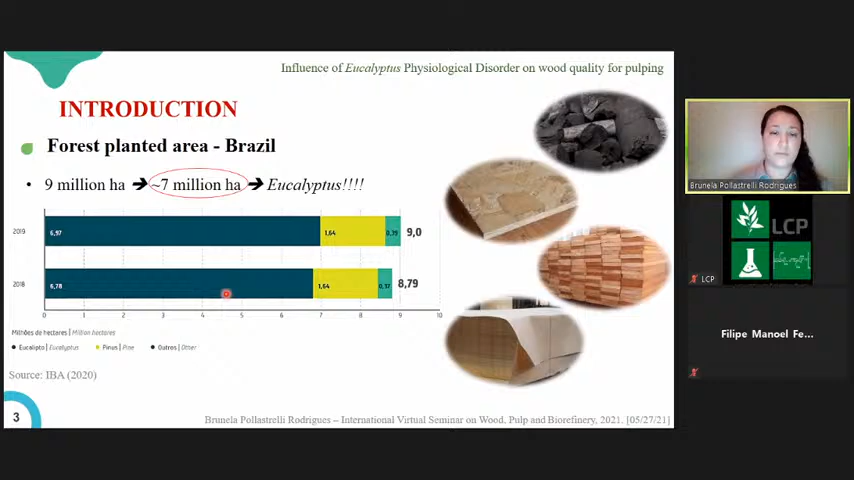 Influence of Eucalyptus Physiological Disorder on wood quality for pulping
INTRODUCTION
Forest planted area - Brazil
• 9 million ha ➔ ~7 million ha ➔ Eucalyptus!!!!
2019 6,97 1,64 0,39 9,0
2018 6,78 1,64 0,37 8,79
0 1 2 3 4 5 6 7 8 9 10
Milhões de hectares | Million hectares
Eucalipto | Eucalyptus Pinus | Pine Outros | Other
Source: IBA (2020)
3
Brunela Pollastrelli Rodrigues – International Virtual Seminar on Wood, Pulp and Biorefinery, 2021. [05/27/21]
Brunela Pollastrelli Rodrigues
LCP
LCP
Filipe Manoel Fe...